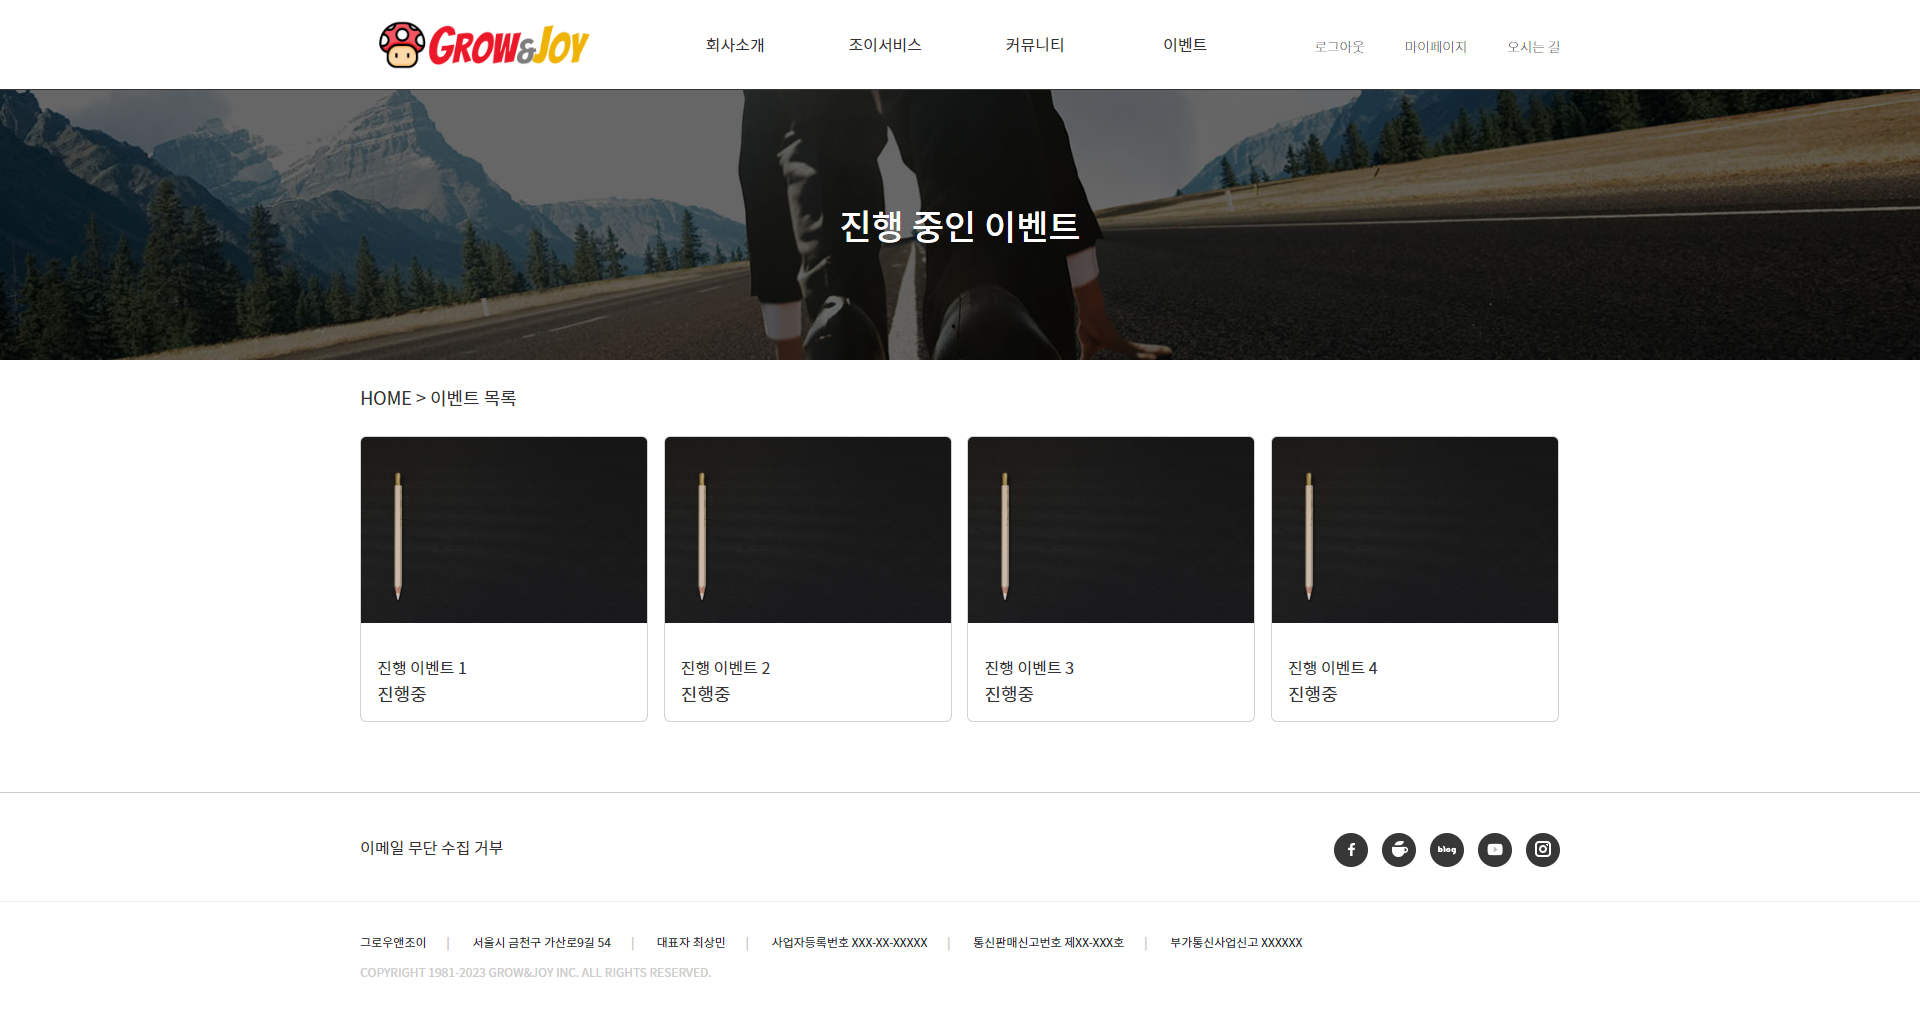 GROW&JOY
회사소개 조이서비스 커뮤니티 이벤트 로그아웃 마이페이지 오시는 길
진행 중인 이벤트
HOME > 이벤트 목록
진행 이벤트 1
진행중
진행 이벤트 2
진행중
진행 이벤트 3
진행중
진행 이벤트 4
진행중
이메일 무단 수집 거부
blog
그로우앤조이 | 서울시 금천구 가산로9길 54 | 대표자 최상민 | 사업자등록번호 XXX-XX-XXXXX | 통신판매신고번호 제XX-XXX호 | 부가통신사업신고 XXXXXX
COPYRIGHT 1981-2023 GROW&JOY INC. ALL RIGHTS RESERVED.